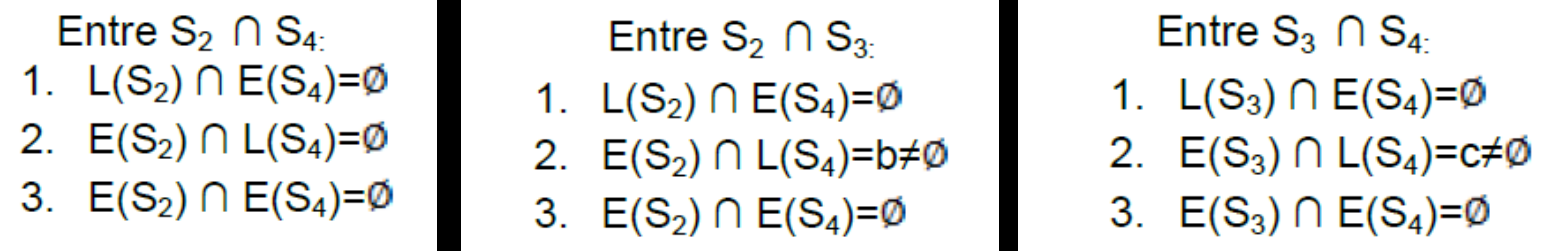 Entre S₂ ∩ S₄:
1. L(S₂) ∩ E(S₄)=∅
2. E(S₂) ∩ L(S₄)=∅
3. E(S₂) ∩ E(S₄)=∅
Entre S₂ ∩ S₃:
1. L(S₂) ∩ E(S₄)=∅
2. E(S₂) ∩ L(S₄)=b≠∅
3. E(S₂) ∩ E(S₄)=∅
Entre S₃ ∩ S₄:
1. L(S₃) ∩ E(S₄)=∅
2. E(S₃) ∩ L(S₄)=c≠∅
3. E(S₃) ∩ E(S₄)=∅